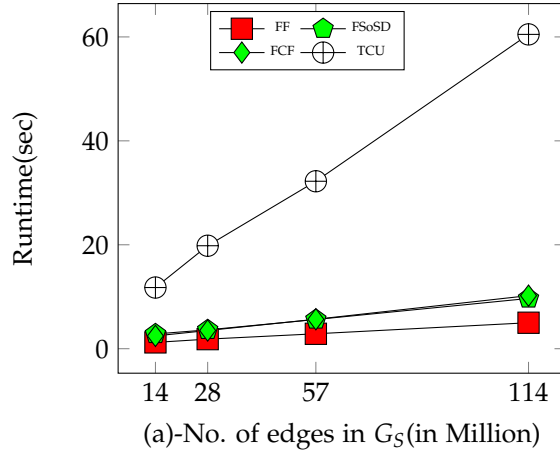 FF FSoSD
FCF TCU
60
40
20
0
Runtime(sec)
14 28 57 114
(a)-No. of edges in G_S(in Million)